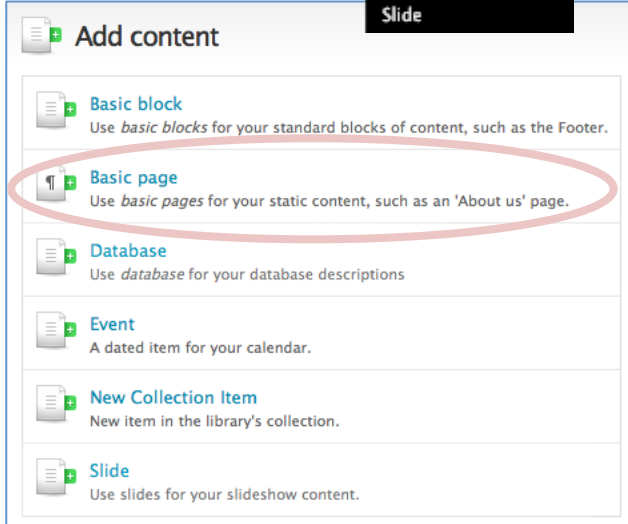 Slide
Add content
Basic block
Use basic blocks for your standard blocks of content, such as the Footer.
Basic page
Use basic pages for your static content, such as an 'About us' page.
Database
Use database for your database descriptions
Event
A dated item for your calendar.
New Collection Item
New item in the library's collection.
Slide
Use slides for your slideshow content.